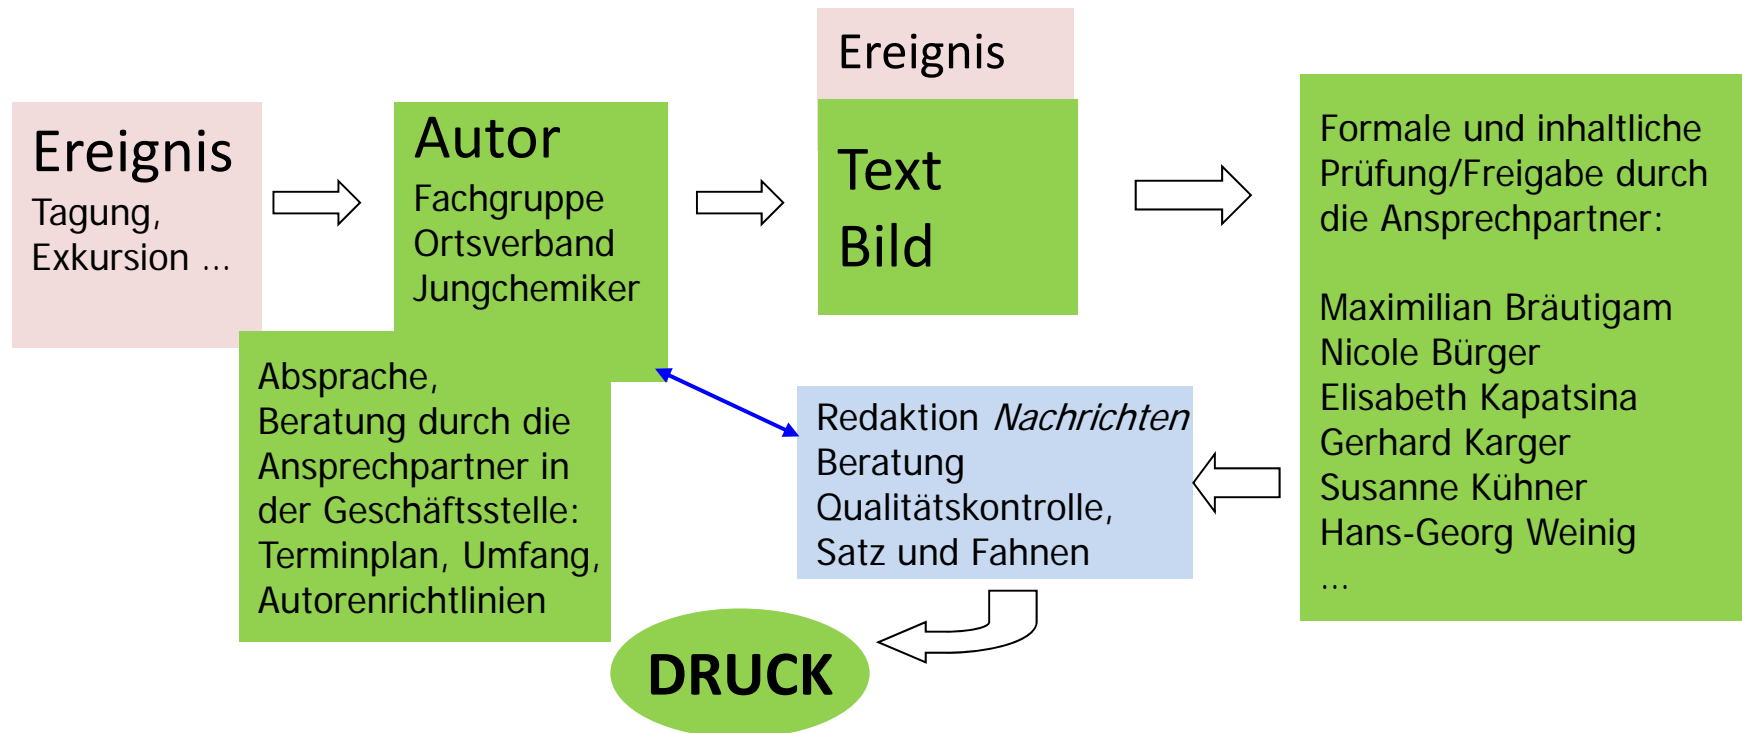 Ereignis
Tagung,
Exkursion ...
Autor
Fachgruppe
Ortsverband
Jungchemiker
Absprache,
Beratung durch die
Ansprechpartner in
der Geschäftsstelle:
Terminplan, Umfang,
Autorenrichtlinien
Ereignis
Text
Bild
Formale und inhaltliche
Prüfung/Freigabe durch
die Ansprechpartner:
Maximilian Bräutigam
Nicole Bürger
Elisabeth Kapatsina
Gerhard Karger
Susanne Kühner
Hans-Georg Weinig
...
Redaktion Nachrichten
Beratung
Qualitätskontrolle,
Satz und Fahnen
DRUCK